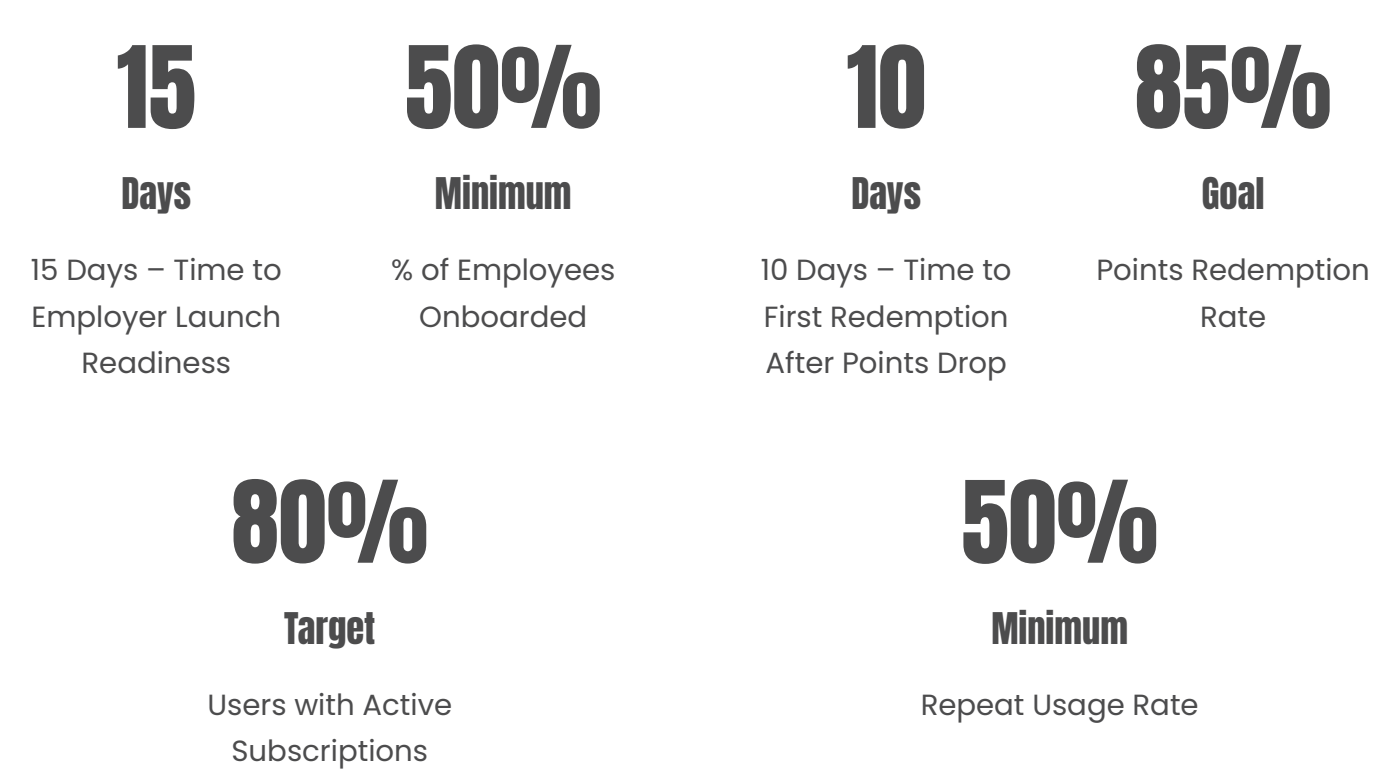 15
Days
15 Days – Time to
Employer Launch
Readiness
50%
Minimum
% of Employees
Onboarded
10
Days
10 Days – Time to
First Redemption
After Points Drop
85%
Goal
Points Redemption
Rate
80%
Target
Users with Active
Subscriptions
50%
Minimum
Repeat Usage Rate